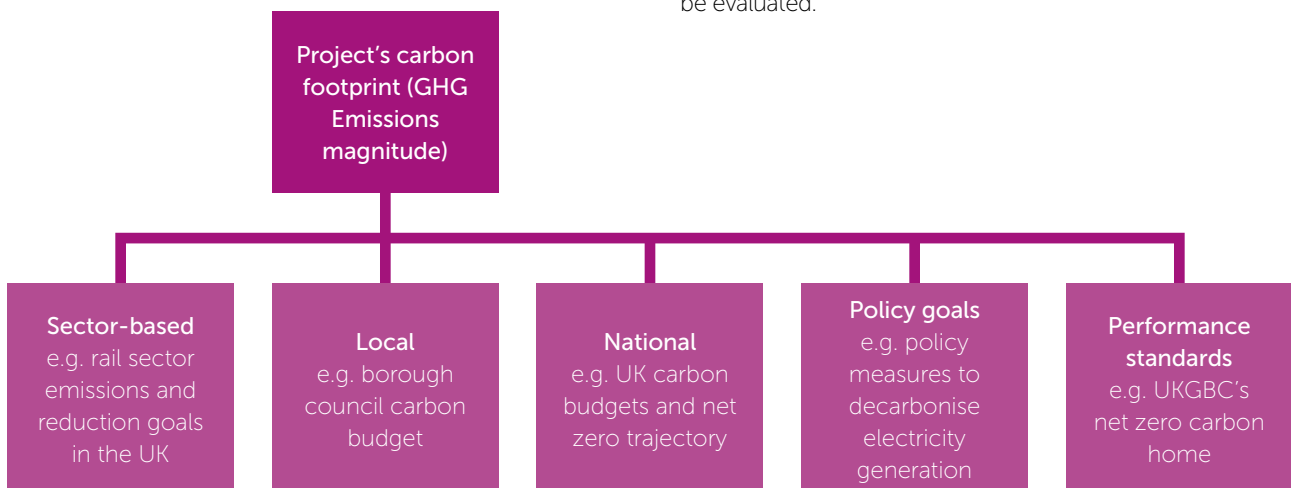 be evaluated.
Project’s carbon
footprint (GHG
Emissions
magnitude)
Sector-based
e.g. rail sector
emissions and
reduction goals
in the UK
Local
e.g. borough
council carbon
budget
National
e.g. UK carbon
budgets and net
zero trajectory
Policy goals
e.g. policy
measures to
decarbonise
electricity
generation
Performance
standards
e.g. UKGBC’s
net zero carbon
home